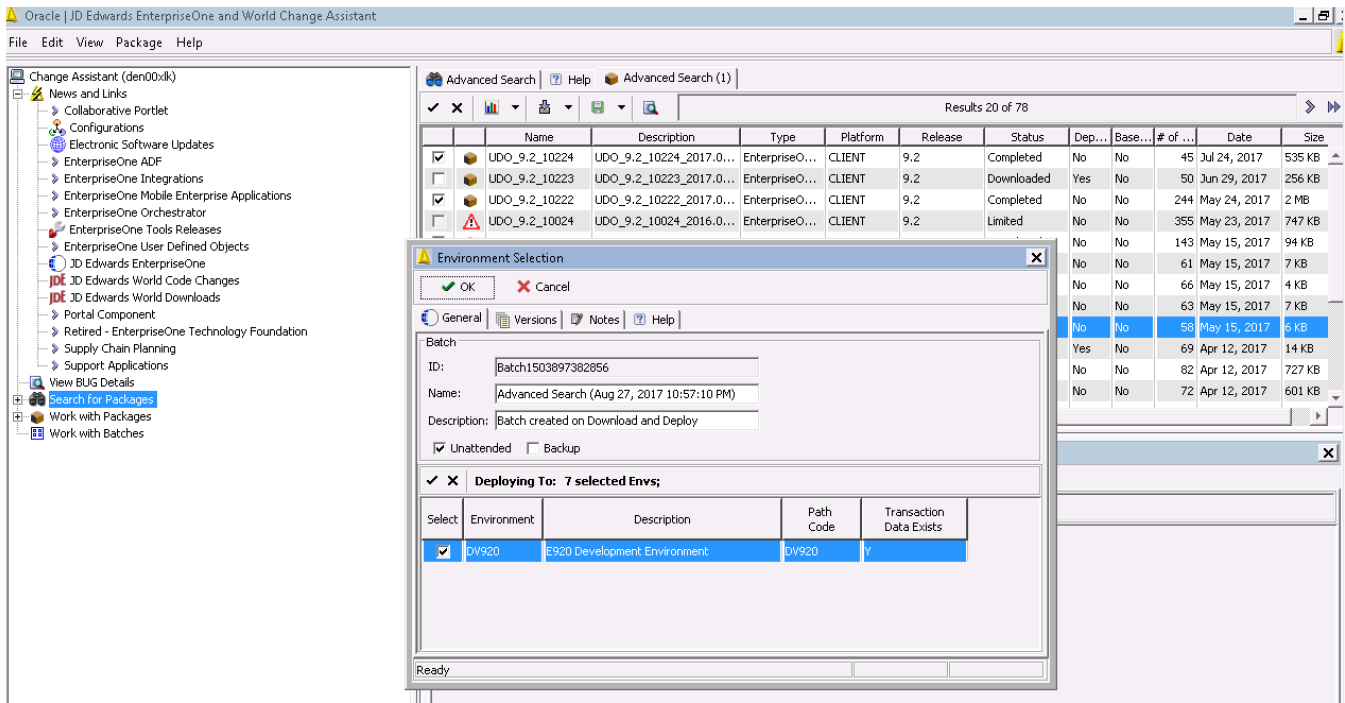 Oracle | JD Edwards EnterpriseOne and World Change Assistant
File Edit View Package Help
Change Assistant (den00xlk)
News and Links
Collaborative Portlet
Configurations
Electronic Software Updates
EnterpriseOne ADF
EnterpriseOne Integrations
EnterpriseOne Mobile Enterprise Applications
EnterpriseOne Orchestrator
EnterpriseOne Tools Releases
EnterpriseOne User Defined Objects
JD Edwards EnterpriseOne
JDE JD Edwards World Code Changes
JDE JD Edwards World Downloads
Portal Component
Retired - EnterpriseOne Technology Foundation
Supply Chain Planning
Support Applications
View BUG Details
Search for Packages
Work with Packages
Work with Batches
Advanced Search Help Advanced Search (1)
Results 20 of 78
Name Description Type Platform Release Status Dep... Base... # of ... Date Size
UDO_9.2_10224 UDO_9.2_10224_2017.0... EnterpriseO... CLIENT 9.2 Completed No No 45 Jul 24, 2017 535 KB
UDO_9.2_10223 UDO_9.2_10223_2017.0... EnterpriseO... CLIENT 9.2 Downloaded Yes No 50 Jun 29, 2017 256 KB
UDO_9.2_10222 UDO_9.2_10222_2017.0... EnterpriseO... CLIENT 9.2 Completed No No 244 May 24, 2017 2 MB
UDO_9.2_10024 UDO_9.2_10024_2016.0... EnterpriseO... CLIENT 9.2 Limited No No 355 May 23, 2017 747 KB
No No 143 May 15, 2017 94 KB
No No 61 May 15, 2017 7 KB
No No 66 May 15, 2017 4 KB
No No 63 May 15, 2017 7 KB
No No 58 May 15, 2017 6 KB
Yes No 69 Apr 12, 2017 14 KB
No No 82 Apr 12, 2017 727 KB
No No 72 Apr 12, 2017 601 KB
Environment Selection
OK Cancel
General Versions Notes Help
Batch
ID: Batch1503897382856
Name: Advanced Search (Aug 27, 2017 10:57:10 PM)
Description: Batch created on Download and Deploy
Unattended Backup
Deploying To: 7 selected Envs;
Select Environment Description Path Code Transaction Data Exists
DV920 E920 Development Environment DV920 Y
Ready